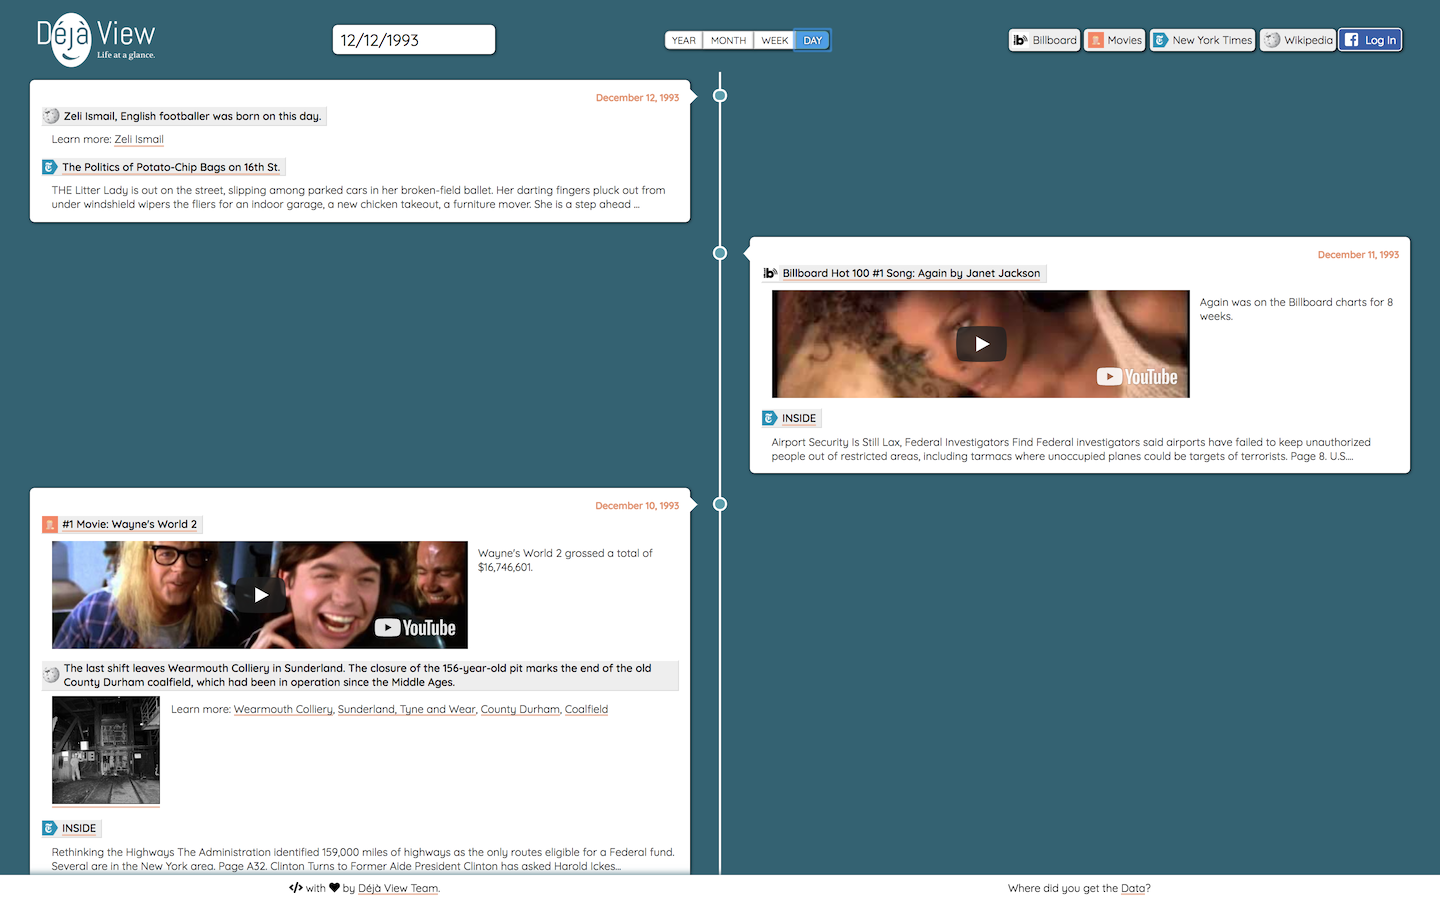 Déjà View
Life at a glance.
12/12/1993
YEAR MONTH WEEK DAY
Billboard Movies New York Times Wikipedia Log In
December 12, 1993
Zeli Ismail, English footballer was born on this day.
Learn more: Zeli Ismail
The Politics of Potato-Chip Bags on 16th St.
THE Litter Lady is out on the street, slipping among parked cars in her broken-field ballet. Her darting fingers pluck out from
under windshield wipers the fliers for an indoor garage, a new chicken takeout, a furniture mover. She is a step ahead ...
December 11, 1993
Billboard Hot 100 #1 Song: Again by Janet Jackson
Again was on the Billboard charts for 8
weeks.
YouTube
INSIDE
Airport Security Is Still Lax, Federal Investigators Find Federal investigators said airports have failed to keep unauthorized
people out of restricted areas, including tarmacs where unoccupied planes could be targets of terrorists. Page 8. U.S....
December 10, 1993
#1 Movie: Wayne's World 2
Wayne's World 2 grossed a total of
$16,746,601.
YouTube
The last shift leaves Wearmouth Colliery in Sunderland. The closure of the 156-year-old pit marks the end of the old
County Durham coalfield, which had been in operation since the Middle Ages.
Learn more: Wearmouth Colliery, Sunderland, Tyne and Wear, County Durham, Coalfield
INSIDE
Rethinking the Highways The Administration identified 159,000 miles of highways as the only routes eligible for a Federal fund.
Several are in the New York area. Page A32. Clinton Turns to Former Aide President Clinton has asked Harold Ickes...
</> with ♥ by Déjà View Team.
Where did you get the Data?